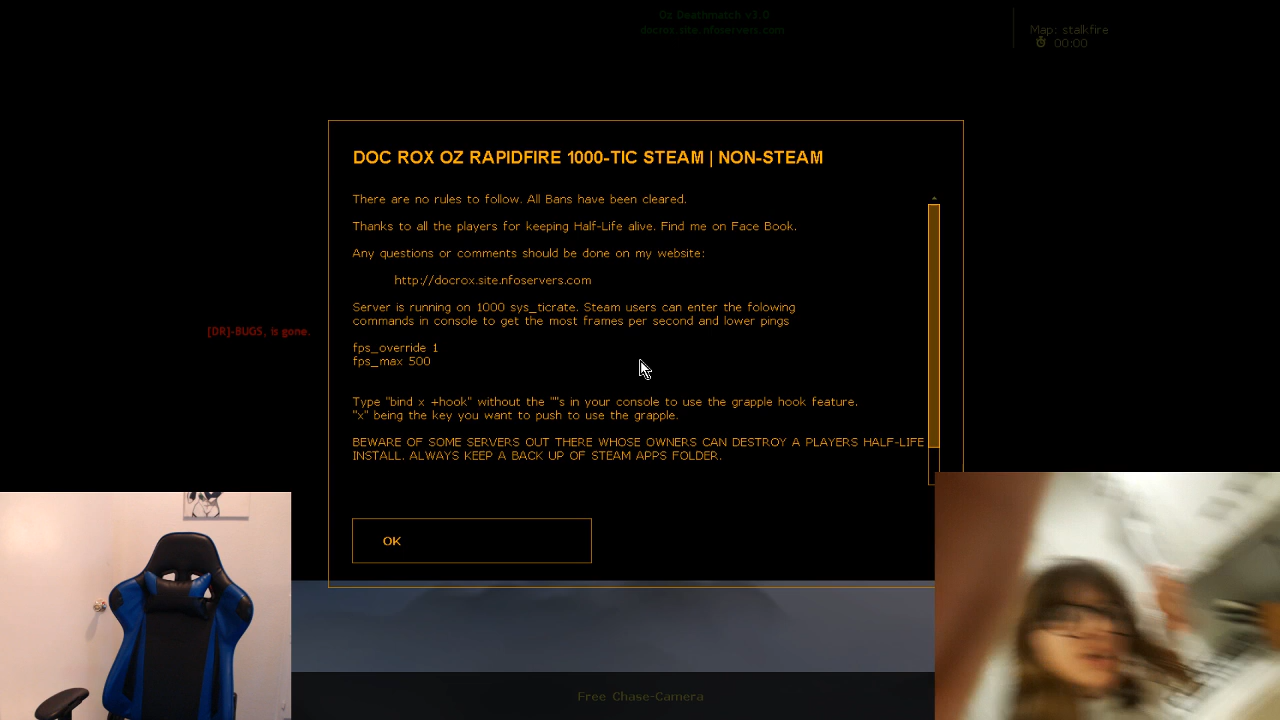 Oz Deathmatch v3.0.
docrox.site.nfoservers.com
Map: stalkfire
00:00
DOC ROX OZ RAPIDFIRE 1000-TIC STEAM | NON-STEAM
There are no rules to follow. All Bans have been cleared.
Thanks to all the players for keeping Half-Life alive. Find me on Face Book.
Any questions or comments should be done on my website:
http://docrox.site.nfoservers.com
Server is running on 1000 sys_ticrate. Steam users can enter the folowing
commands in console to get the most frames per second and lower pings
[DR]-BUGS, is gone.
fps_override 1
fps_max 500
Type "bind x +hook" without the ""s in your console to use the grapple hook feature.
"x" being the key you want to push to use the grapple.
BEWARE OF SOME SERVERS OUT THERE WHOSE OWNERS CAN DESTROY A PLAYERS HALF-LIFE
INSTALL. ALWAYS KEEP A BACK UP OF STEAM APPS FOLDER.
OK
Free Chase-Camera